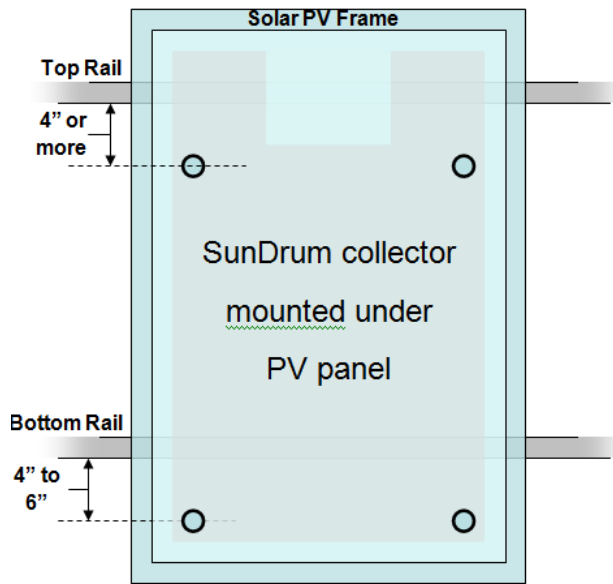 Solar PV Frame
Top Rail
4” or
more
SunDrum collector
mounted under
PV panel
Bottom Rail
4” to
6”